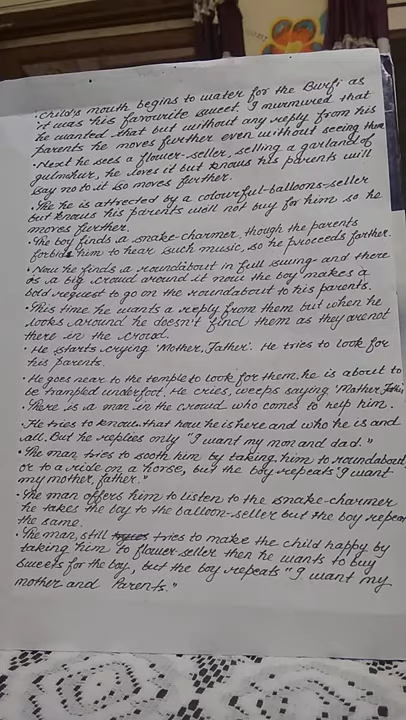 • Child's mouth begins to water for the Burfi as
it was his favourite sweet. I murmured that
he wanted that but without any reply from his
parents he moves further even without seeing them
• Next he sees a flower-seller, selling a garland of
gulmhur, he loves it but knows his parents will
say no to it so moves further.
• The he is attrected by a colourful-balloons-seller
but knows his parents will not buy for him so he
moves further.
• The boy finds a snake-charmer, though the parents
forbids him to hear such music, so he proceeds farther.
• Now he finds a roundabout in full swing and there
is a big croud around it now the boy makes a
bold request to go on the roundabout to his parents.
• This time he wants a reply from them but when he
looks around he doesn't find them as they are not
there in the croud.
• He starts crying 'Mother, Father'. He tries to look for
his parents.
• He goes near to the temple to look for them, he is about to
be trampled underfoot. He cries, weeps saying 'Mother, Father
• There is a man in the crowd who comes to help him.
• He tries to know that how he is here and who he is and
all. But he replies only "I want my mom and dad."
• The man tries to sooth him by taking him to roundabout
or to a ride on a horse, but the boy repeats 'I want
my mother, father."
• The man offers him to listen to the snake-charmer
he takes the boy to the balloon-seller but the boy repeat
the same.
• The man, still tries to make the child happy by
taking him to flower-seller then he wants to buy
sweets for the boy, but the boy repeats "I want my
mother and Parents."